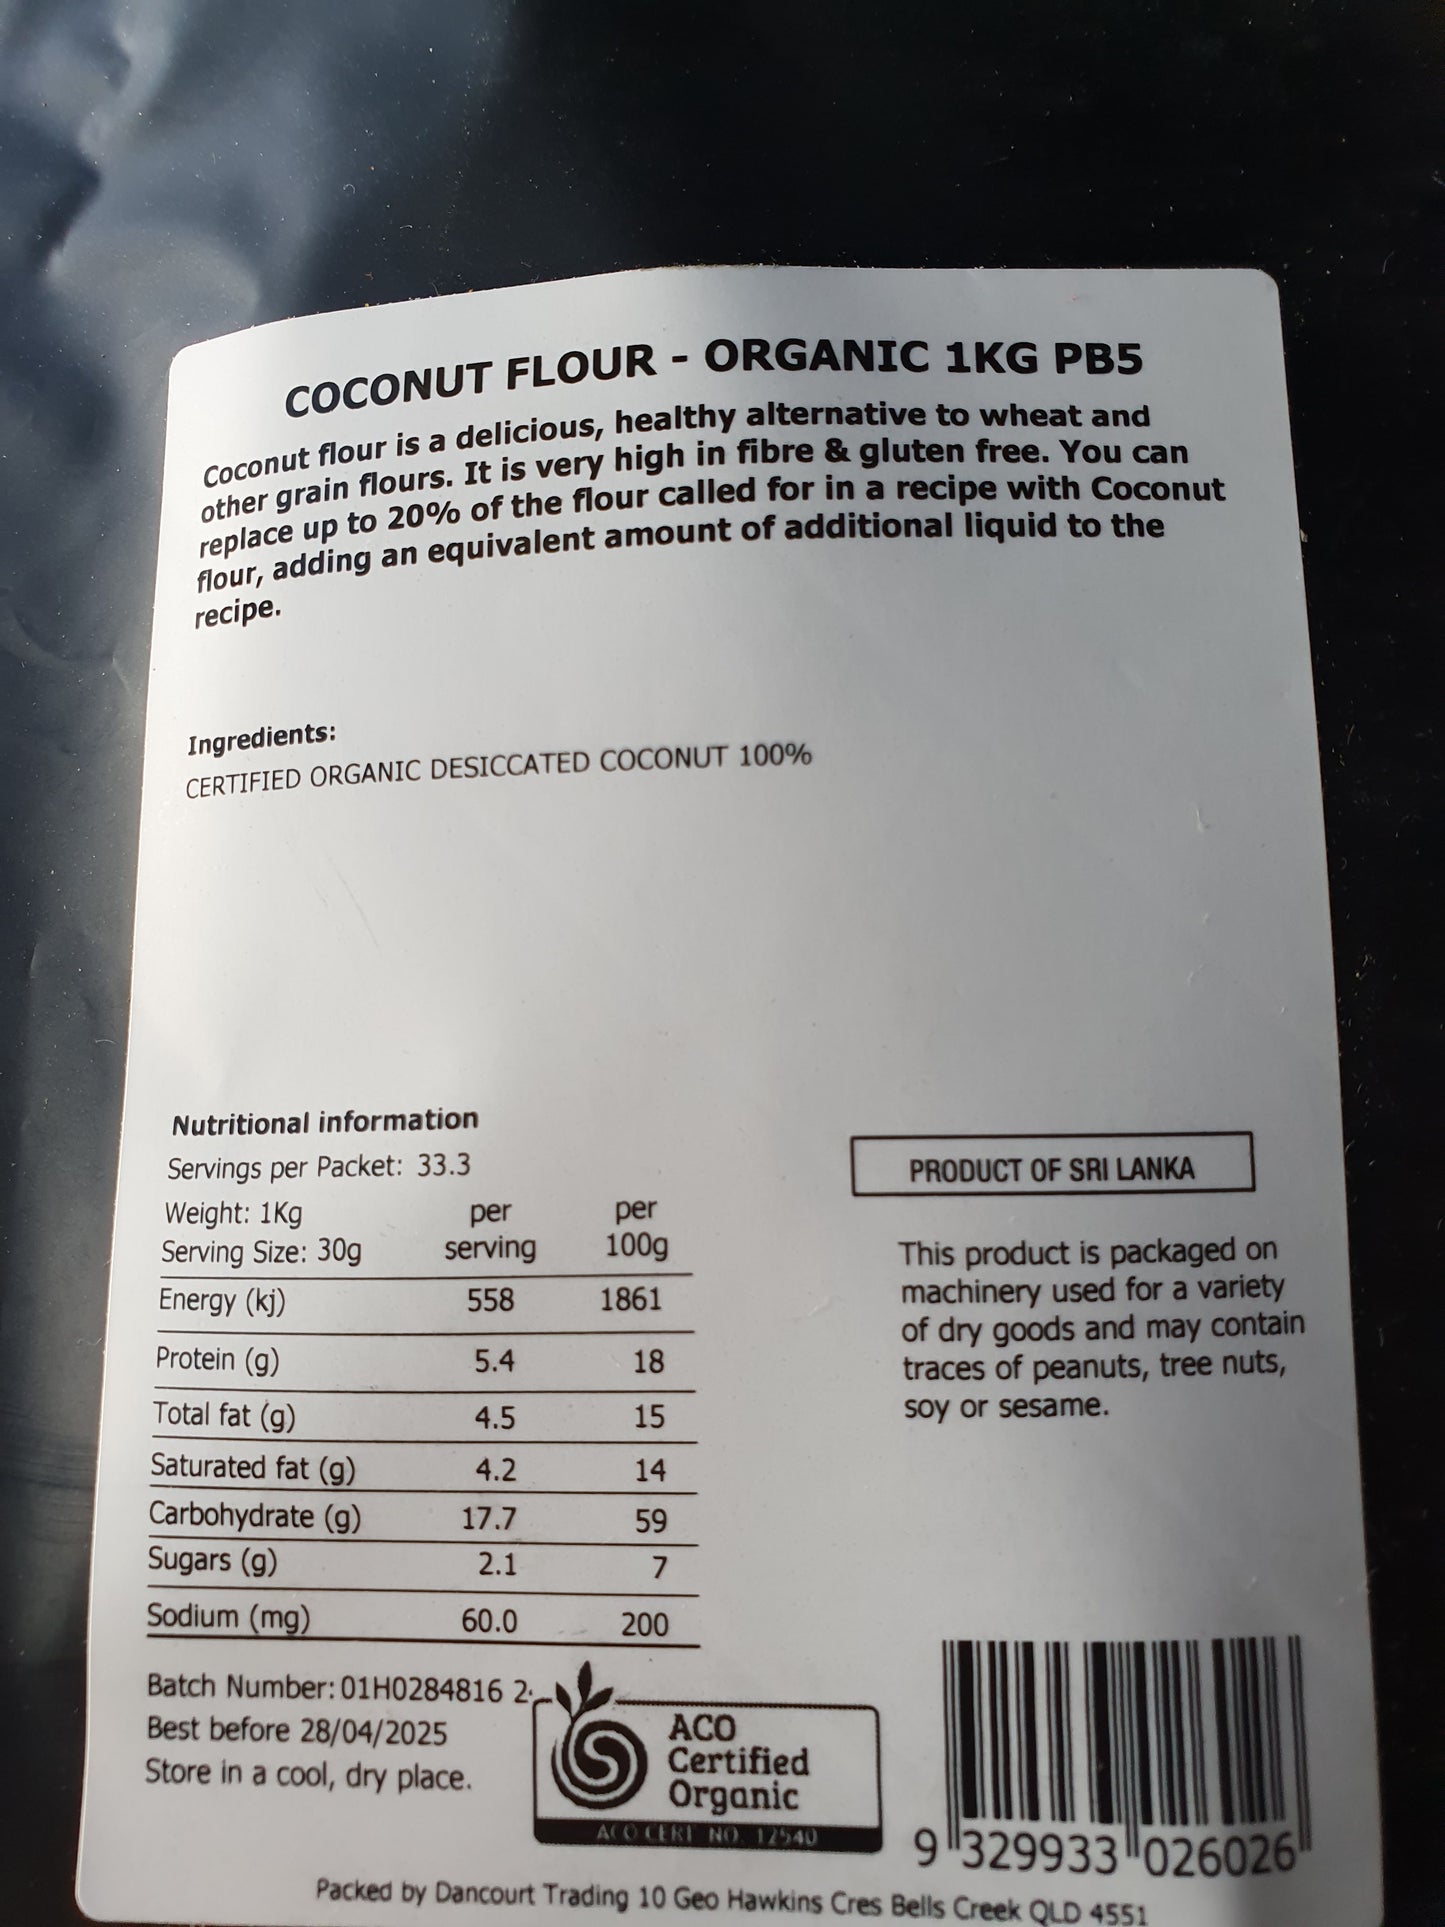 COCONUT FLOUR - ORGANIC 1KG PB5
Coconut flour is a delicious, healthy alternative to wheat and
other grain flours. It is very high in fibre & gluten free. You can
replace up to 20% of the flour called for in a recipe with Coconut
flour, adding an equivalent amount of additional liquid to the
recipe.
Ingredients:
CERTIFIED ORGANIC DESICCATED COCONUT 100%
Nutritional information
Servings per Packet: 33.3
Weight: 1Kg per per
Serving Size: 30g serving 100g
Energy (kj) 558 1861
Protein (g) 5.4 18
Total fat (g) 4.5 15
Saturated fat (g) 4.2 14
Carbohydrate (g) 17.7 59
Sugars (g) 2.1 7
Sodium (mg) 60.0 200
PRODUCT OF SRI LANKA
This product is packaged on
machinery used for a variety
of dry goods and may contain
traces of peanuts, tree nuts,
soy or sesame.
Batch Number: 01H0284816
Best before 28/04/2025
Store in a cool, dry place.
ACO
Certified
Organic
ACO CERT NO. 12540
9 329933 026026
Packed by Dancourt Trading 10 Geo Hawkins Cres Bells Creek QLD 4551